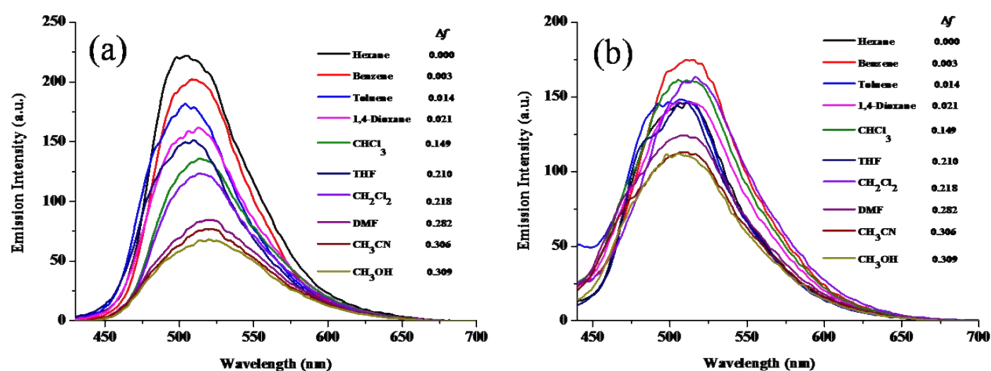 (a)
Emission Intensity (a.u.)
250
200
150
100
50
0
450 500 550 600 650 700
Wavelength (nm)
Δf
Hexane 0.000
Benzene 0.003
Toluene 0.014
1,4-Dioxane 0.021
CHCl3 0.149
THF 0.210
CH2Cl2 0.218
DMF 0.282
CH3CN 0.306
CH3OH 0.309
(b)
Emission Intensity (a.u.)
200
150
100
50
0
450 500 550 600 650 700
Wavelength (nm)
Δf
Hexane 0.000
Benzene 0.003
Toluene 0.014
1,4-Dioxane 0.021
CHCl3 0.149
THF 0.210
CH2Cl2 0.218
DMF 0.282
CH3CN 0.306
CH3OH 0.309